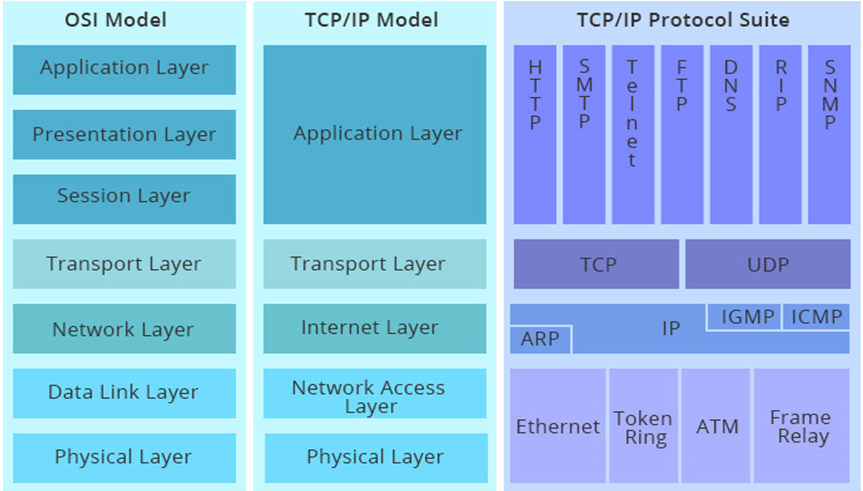 OSI Model
Application Layer
Presentation Layer
Session Layer
Transport Layer
Network Layer
Data Link Layer
Physical Layer
TCP/IP Model
Application Layer
Transport Layer
Internet Layer
Network Access
Layer
Physical Layer
TCP/IP Protocol Suite
HTTP
SMTP
Telnet
FTP
DNS
RIP
SNMP
TCP
UDP
ARP
IP
IGMP
ICMP
Ethernet
Token
Ring
ATM
Frame
Relay